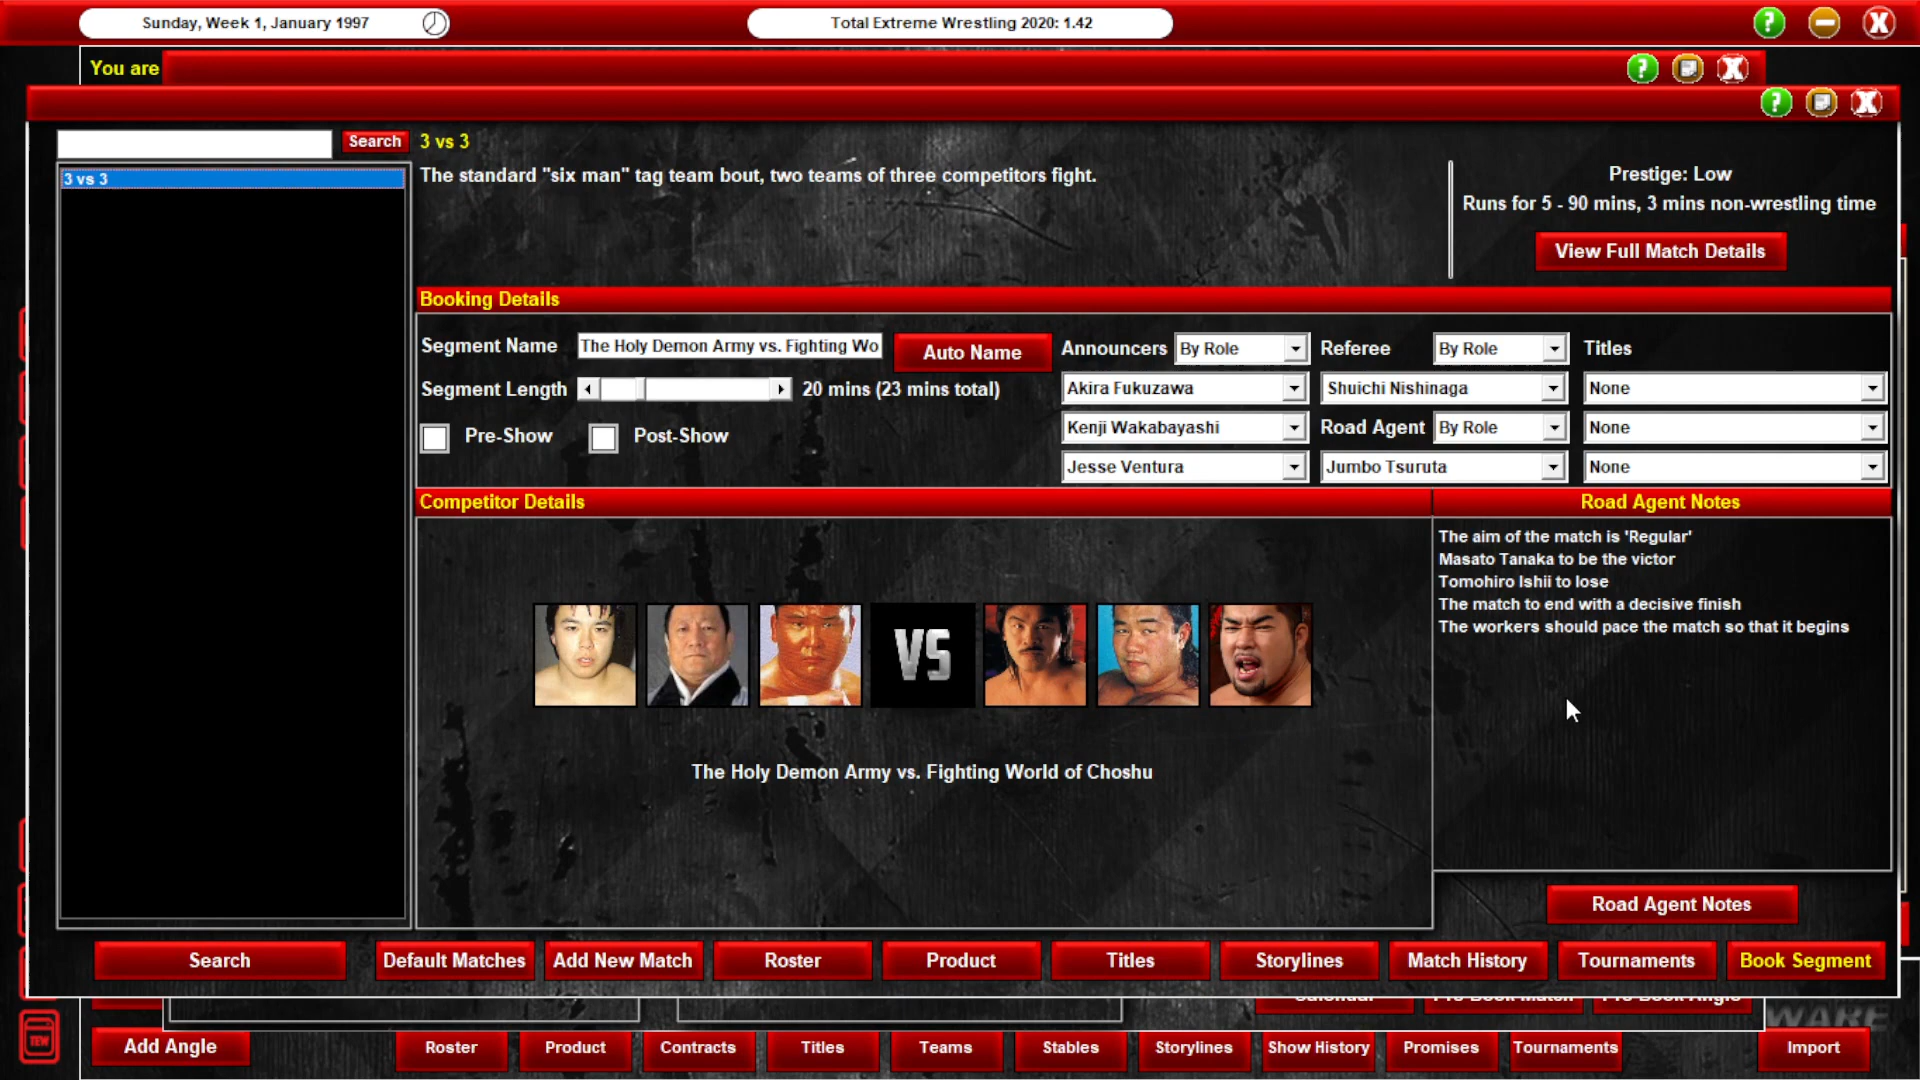 Sunday, Week 1, January 1997
Total Extreme Wrestling 2020: 1.42
You are
Search
3 vs 3
3 vs 3
The standard "six man" tag team bout, two teams of three competitors fight.
Prestige: Low
Runs for 5 - 90 mins, 3 mins non-wrestling time
View Full Match Details
Booking Details
Segment Name
The Holy Demon Army vs. Fighting Wo
Auto Name
Announcers
By Role
Referee
By Role
Titles
Segment Length
20 mins (23 mins total)
Akira Fukuzawa
Shuichi Nishinaga
None
Pre-Show
Post-Show
Kenji Wakabayashi
Road Agent
By Role
None
Jesse Ventura
Jumbo Tsuruta
None
Competitor Details
Road Agent Notes
The aim of the match is 'Regular'
Masato Tanaka to be the victor
Tomohiro Ishii to lose
The match to end with a decisive finish
The workers should pace the match so that it begins
VS
The Holy Demon Army vs. Fighting World of Choshu
Road Agent Notes
Search
Default Matches
Add New Match
Roster
Product
Titles
Storylines
Match History
Tournaments
Book Segment
TEW
Add Angle
Roster
Product
Contracts
Titles
Teams
Stables
Storylines
Show History
Promises
Tournaments
Import